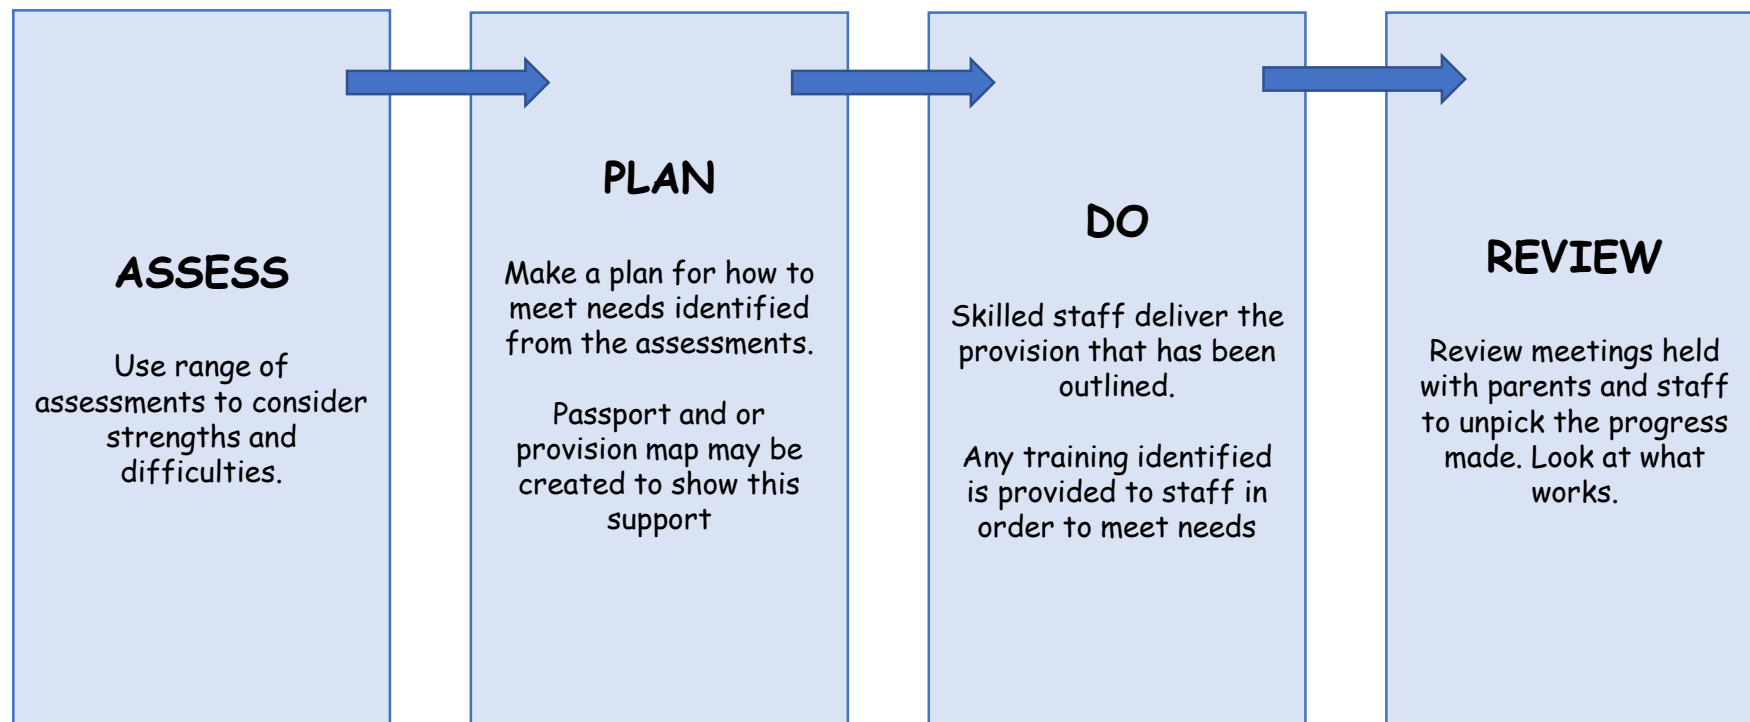 ASSESS
Use range of
assessments to consider
strengths and
difficulties.
PLAN
Make a plan for how to
meet needs identified
from the assessments.
Passport and or
provision map may be
created to show this
support
DO
Skilled staff deliver the
provision that has been
outlined.
Any training identified
is provided to staff in
order to meet needs
REVIEW
Review meetings held
with parents and staff
to unpick the progress
made. Look at what
works.